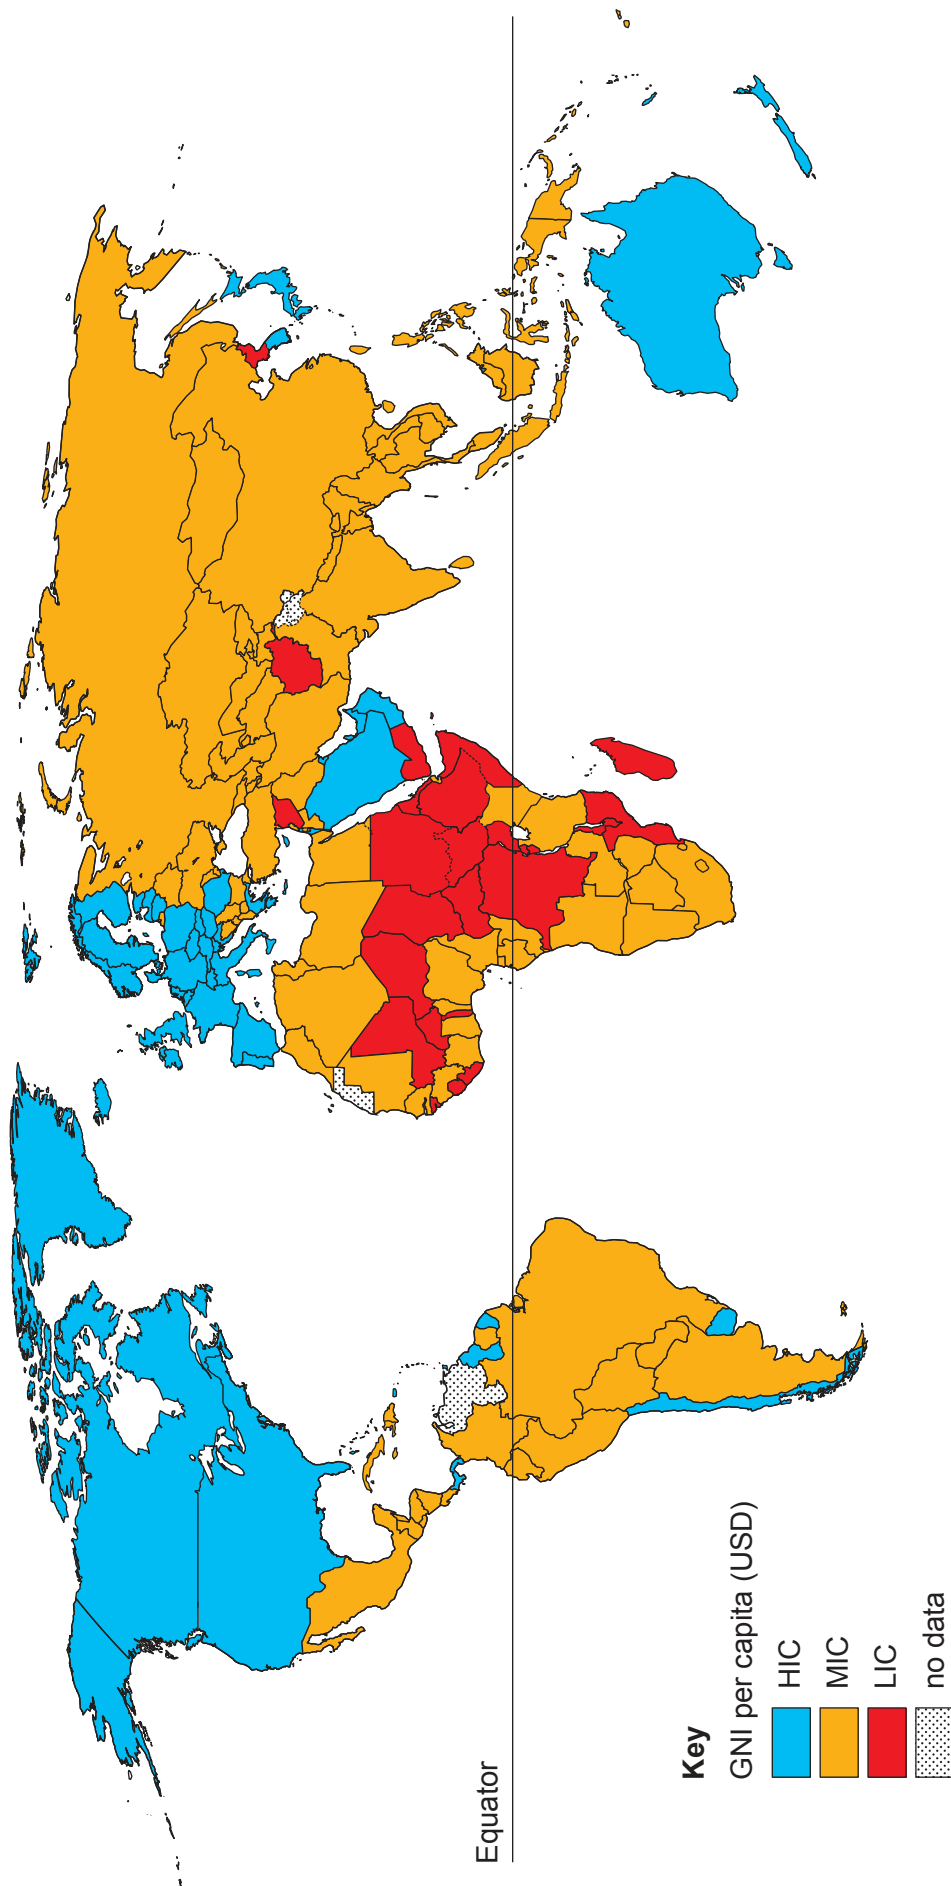 Equator
Key
GNI per capita (USD)
HIC
MIC
LIC
no data